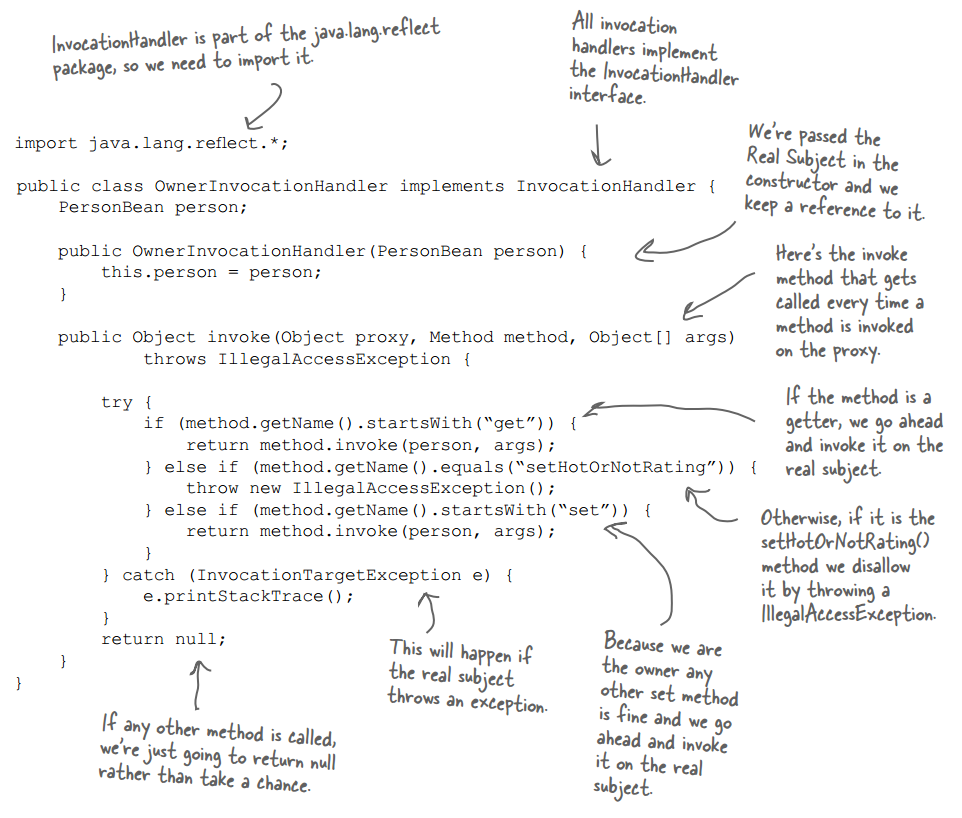 InvocationHandler is part of the java.lang.reflect
package, so we need to import it.
All invocation
handlers implement
the InvocationHandler
interface.
import java.lang.reflect.*;
We're passed the
Real Subject in the
constructor and we
keep a reference to it.
public class OwnerInvocationHandler implements InvocationHandler {
PersonBean person;
public OwnerInvocationHandler(PersonBean person) {
this.person = person;
}
Here's the invoke
method that gets
called every time a
method is invoked
on the proxy.
public Object invoke(Object proxy, Method method, Object[] args)
throws IllegalAccessException {
try {
if (method.getName().startsWith(“get”)) {
return method.invoke(person, args);
} else if (method.getName().equals(“setHotOrNotRating”)) {
throw new IllegalAccessException();
} else if (method.getName().startsWith(“set”)) {
return method.invoke(person, args);
}
} catch (InvocationTargetException e) {
e.printStackTrace();
}
return null;
}
}
If the method is a
getter, we go ahead
and invoke it on the
real subject.
Otherwise, if it is the
setHotOrNotRating()
method we disallow
it by throwing a
IllegalAccessException.
Because we are
the owner any
other set method
is fine and we go
ahead and invoke
it on the real
subject.
This will happen if
the real subject
throws an exception.
If any other method is called,
we're just going to return null
rather than take a chance.